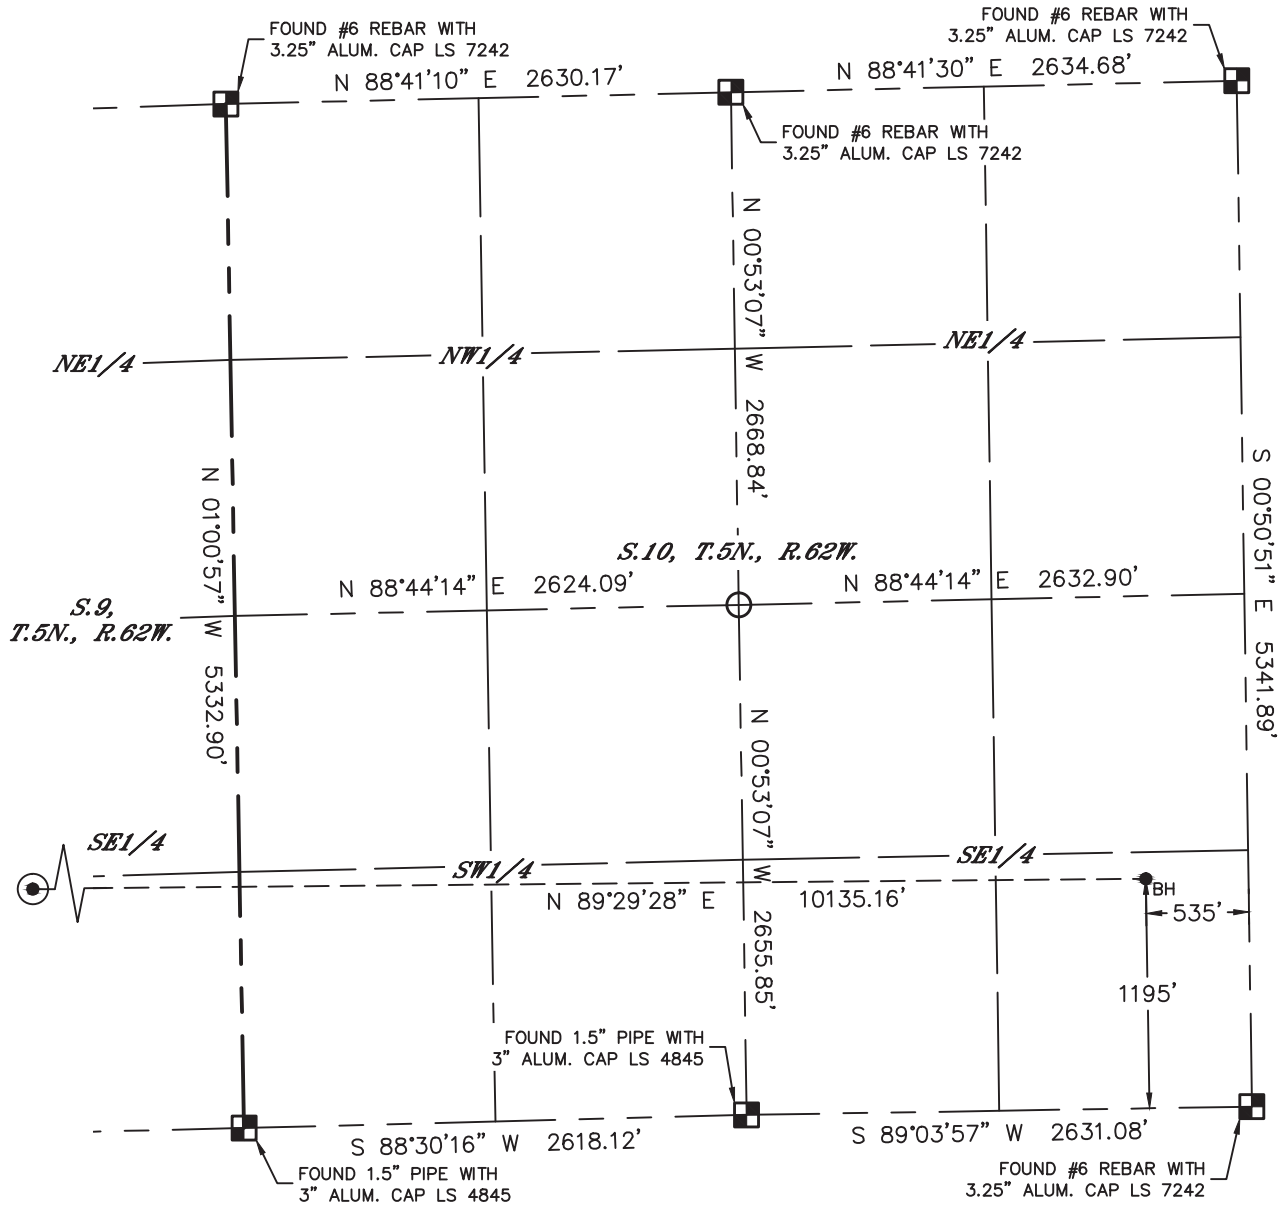 FOUND #6 REBAR WITH
3.25” ALUM. CAP LS 7242
FOUND #6 REBAR WITH
3.25” ALUM. CAP LS 7242
N 88°41'10” E 2630.17'
N 88°41'30” E 2634.68'
FOUND #6 REBAR WITH
3.25” ALUM. CAP LS 7242
N 00°53'07” W 2668.84'
NE1/4
NW1/4
NE1/4
N 01°00'57” W 5332.90'
S 00°50'51” E 5341.89'
S.10, T.5N., R.62W.
N 88°44'14” E 2624.09'
N 88°44'14” E 2632.90'
S.9,
T.5N., R.62W.
N 00°53'07” W 2655.85'
SE1/4
SW1/4
SE1/4
N 89°29'28” E 10135.16'
BH
535'
1195'
FOUND 1.5” PIPE WITH
3” ALUM. CAP LS 4845
S 88°30'16” W 2618.12'
S 89°03'57” W 2631.08'
FOUND 1.5” PIPE WITH
3” ALUM. CAP LS 4845
FOUND #6 REBAR WITH
3.25” ALUM. CAP LS 7242